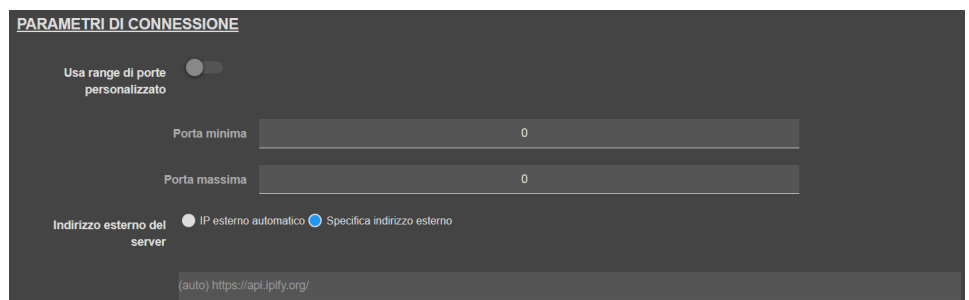 PARAMETRI DI CONNESSIONE
Usa range di porte
personalizzato
Porta minima 0
Porta massima 0
Indirizzo esterno del
server
IP esterno automatico Specifica indirizzo esterno
(auto) https://api.ipify.org/